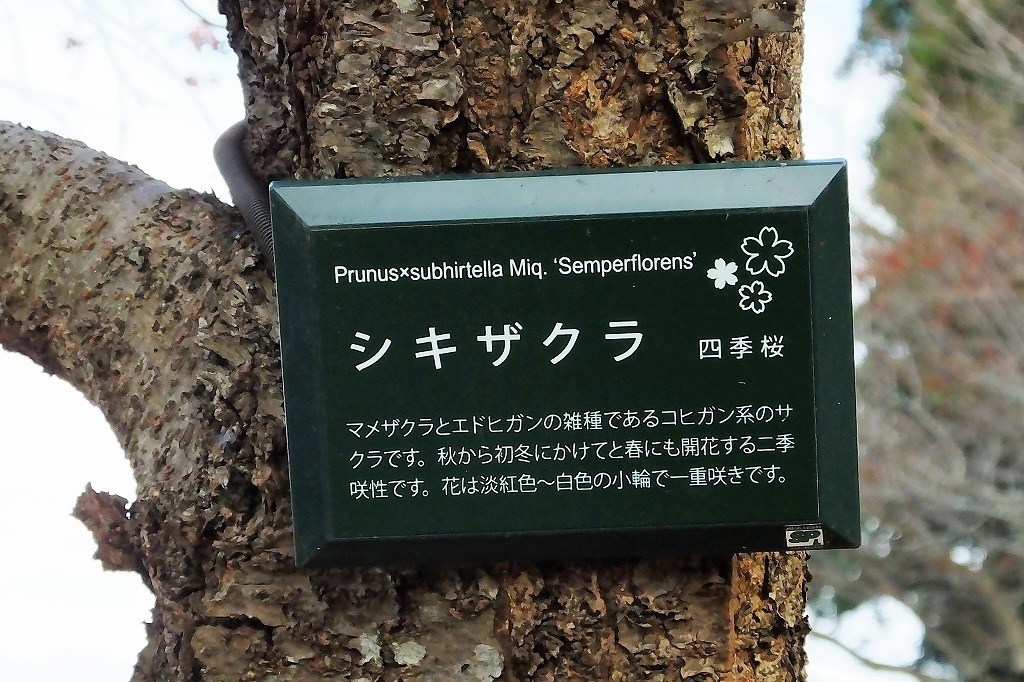 Prunus×subhirtella Miq. ‘Semperflorens’
シキザクラ 四季桜
マメザクラとエドヒガンの雑種であるコヒガン系のサ
クラです。秋から初冬にかけてと春にも開花する二季
咲性です。花は淡紅色～白色の小輪で一重咲きです。